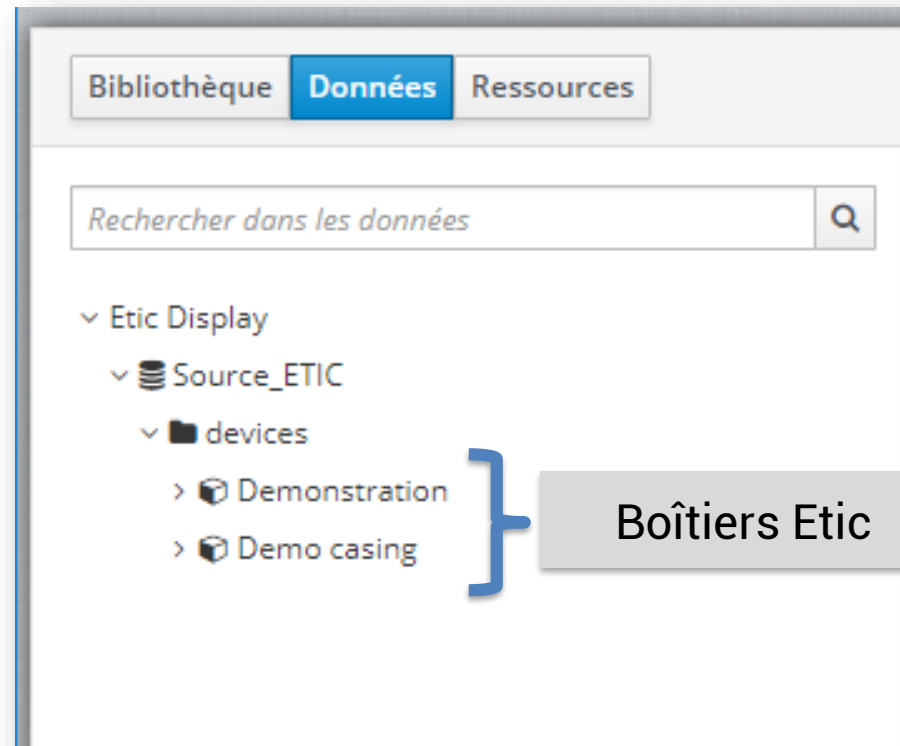 Bibliothèque Données Ressources
Rechercher dans les données
Etic Display
Source_ETIC
devices
Demonstration
Demo casing
Boîtiers Etic